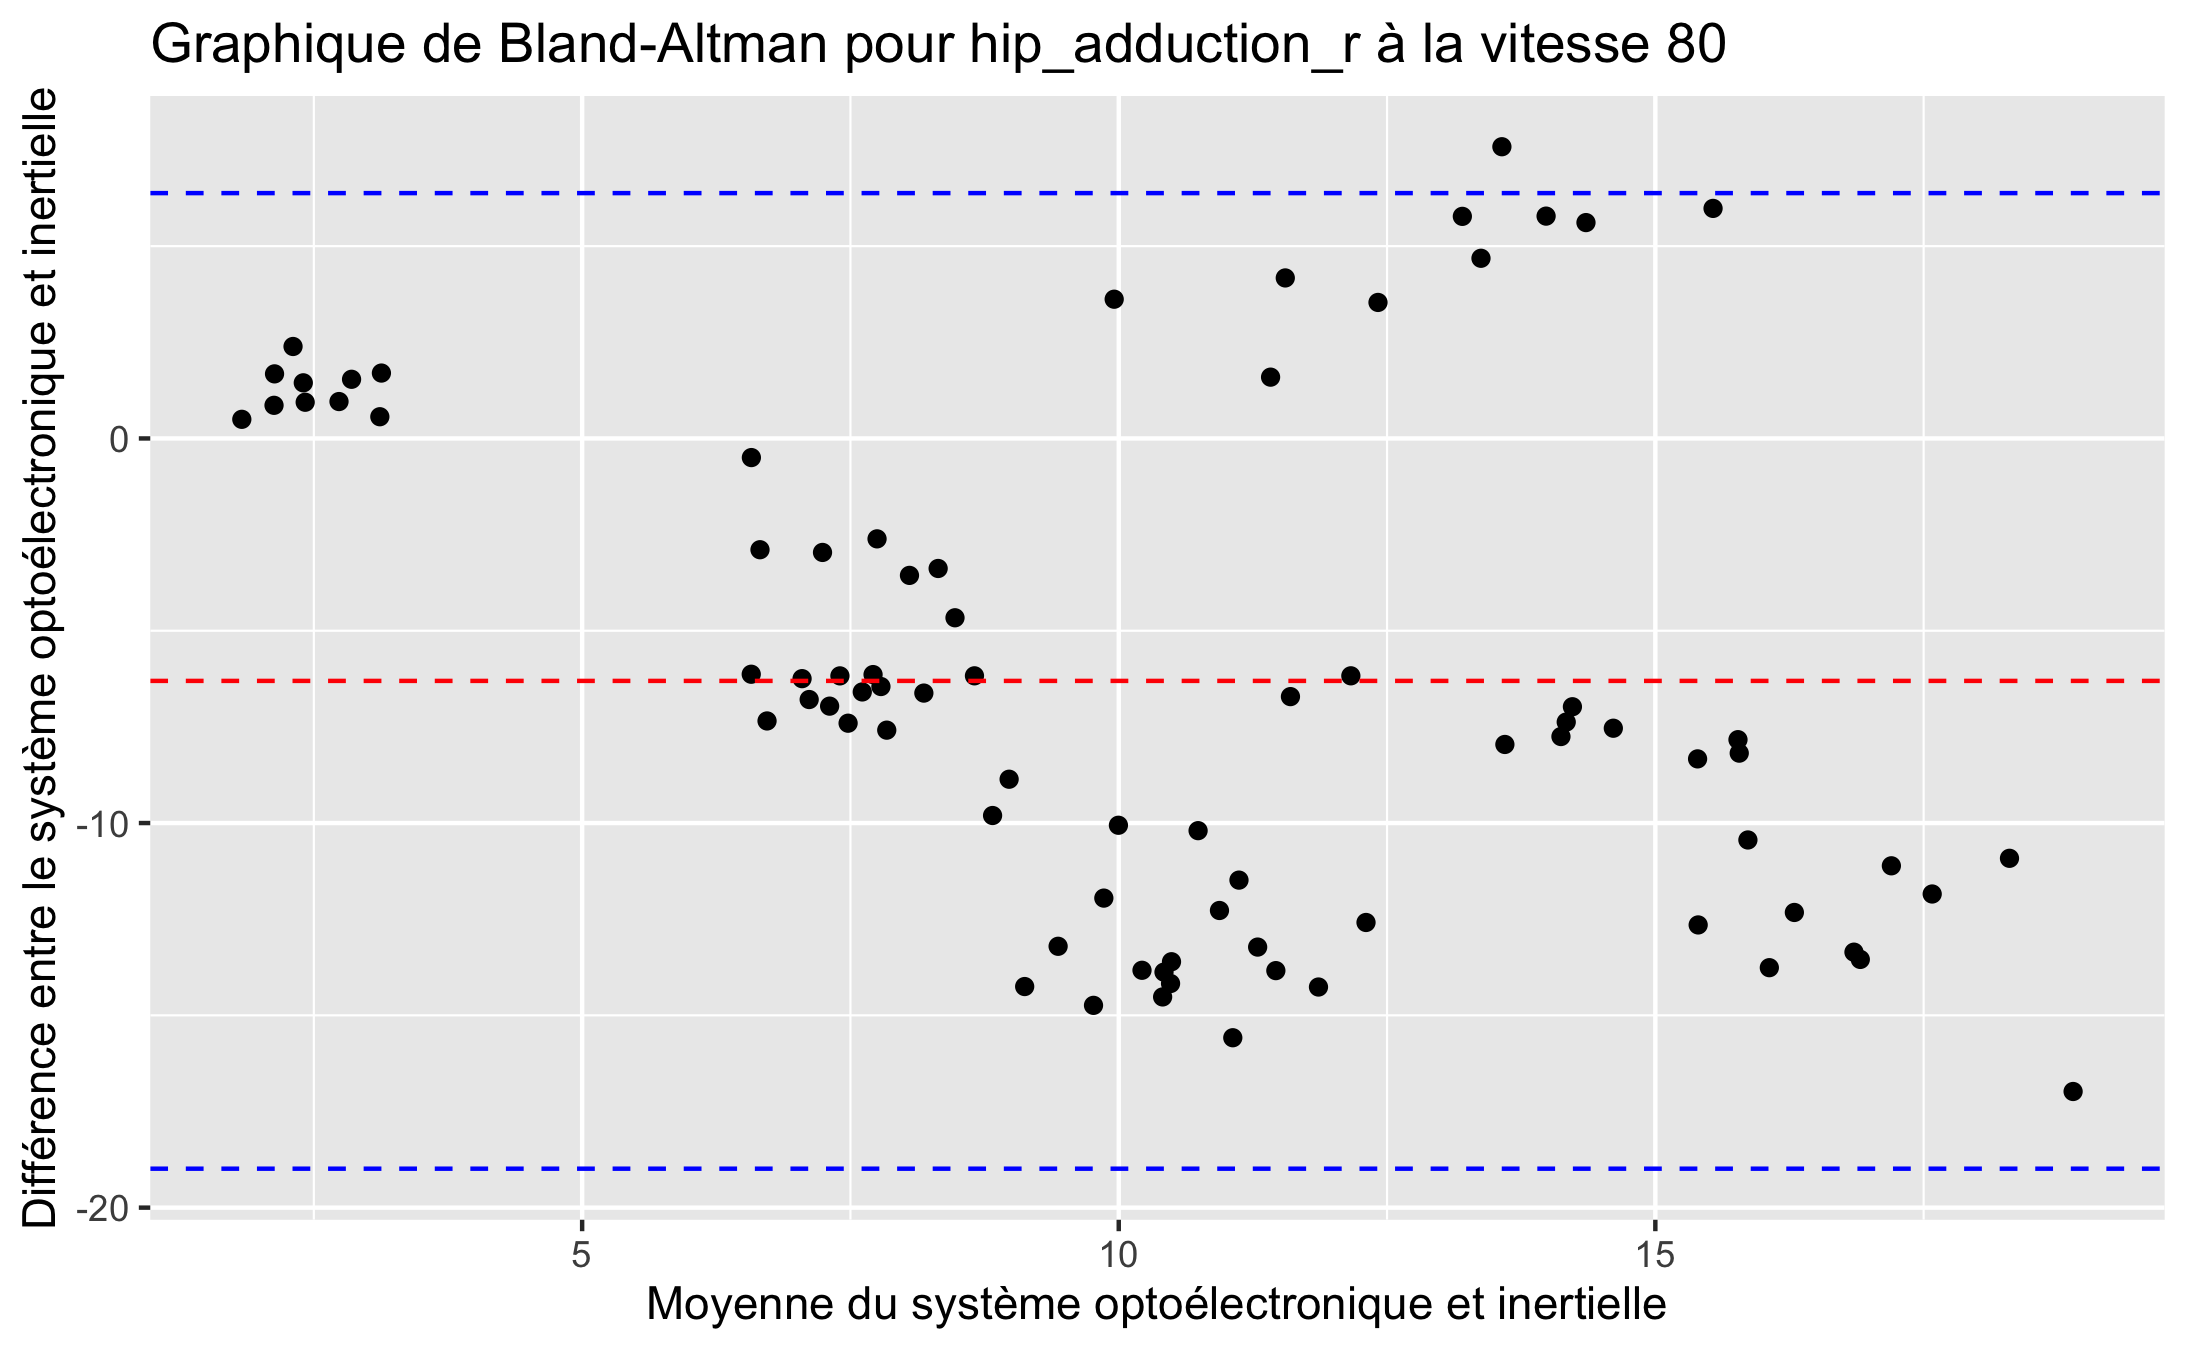 Graphique de Bland-Altman pour hip_adduction_r à la vitesse 80
Différence entre le système optoélectronique et inertielle
0
-10
-20
5
10
15
Moyenne du système optoélectronique et inertielle